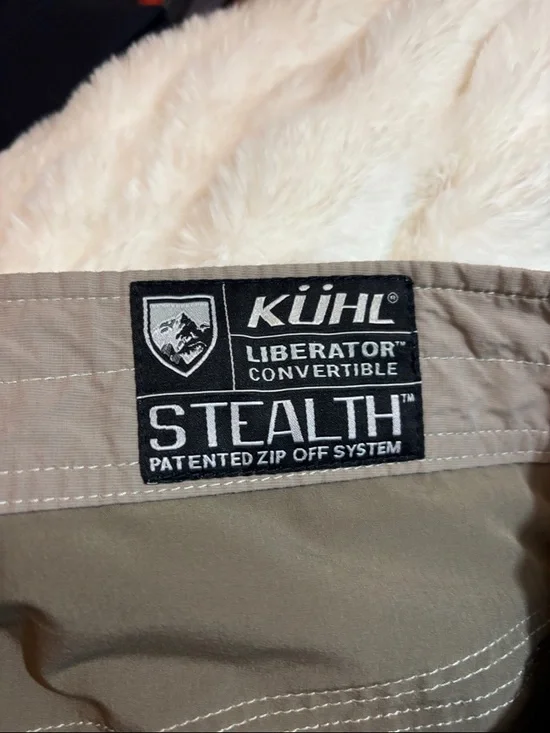 KÜHL®
LIBERATOR™
CONVERTIBLE
STEALTH™
PATENTED ZIP OFF SYSTEM